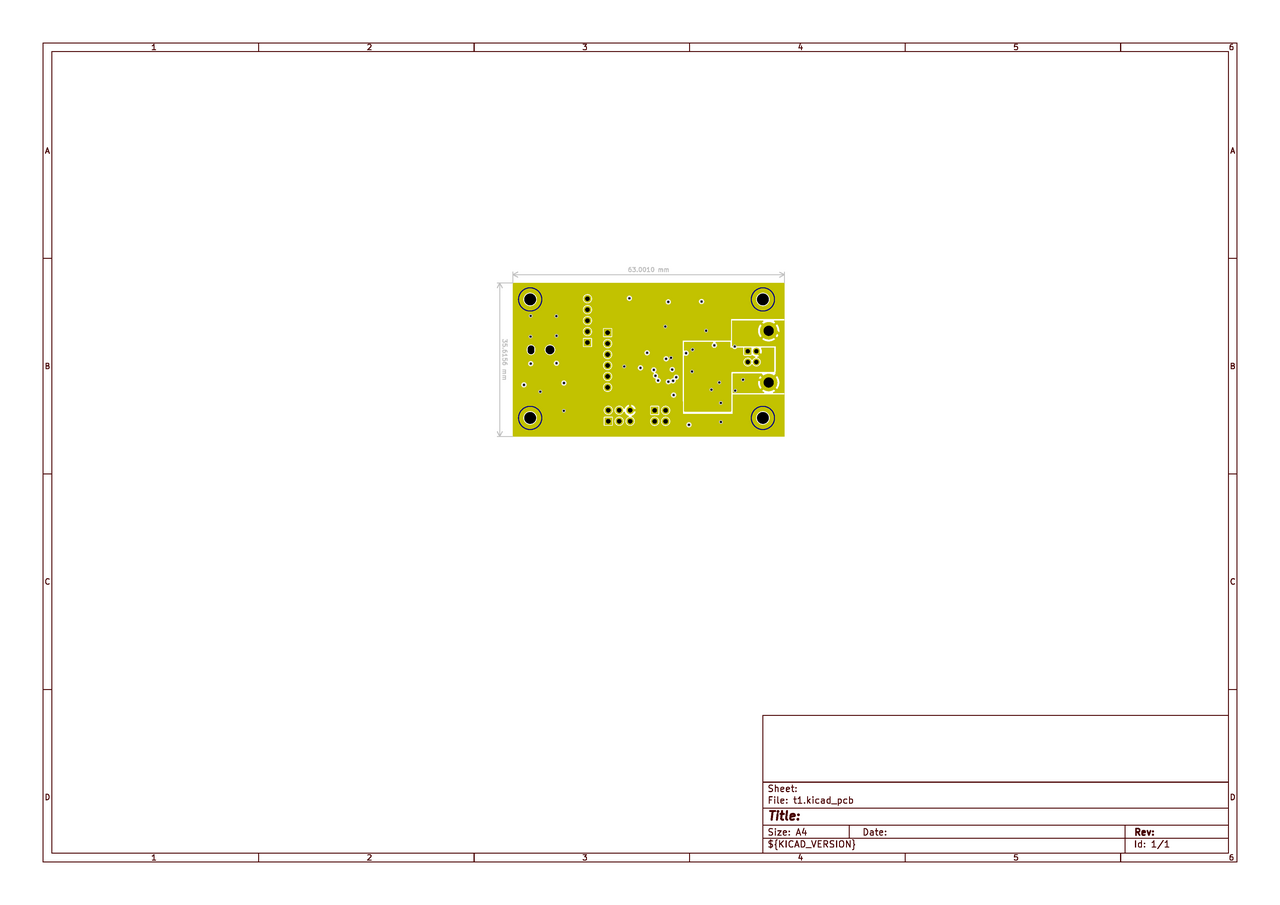 1 2 3 4 5 6
63.0010 mm
A A
35.6156 mm
B B
C C
D D
Sheet:
File: t1.kicad_pcb
Title:
Size: A4 Date: Rev:
${KICAD_VERSION} Id: 1/1
1 2 3 4 5 6